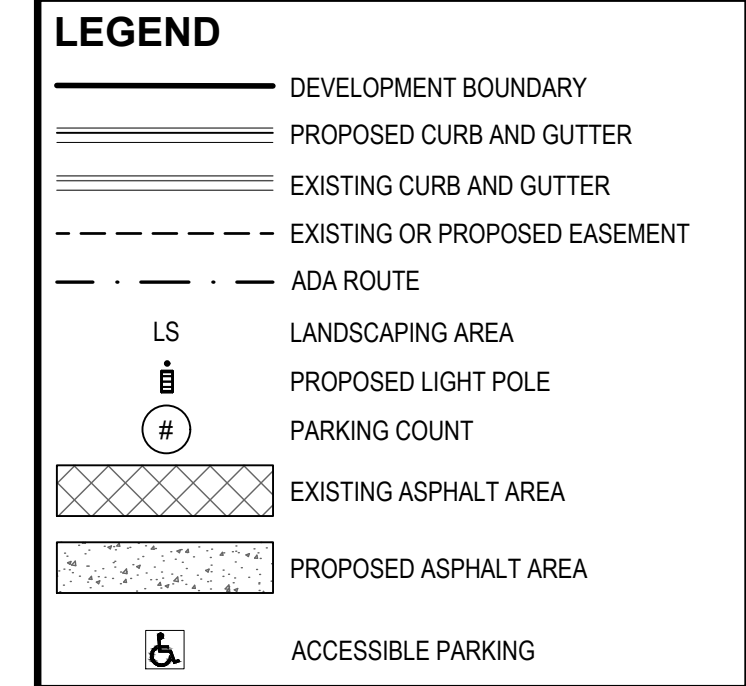 LEGEND
DEVELOPMENT BOUNDARY
PROPOSED CURB AND GUTTER
EXISTING CURB AND GUTTER
EXISTING OR PROPOSED EASEMENT
ADA ROUTE
LS LANDSCAPING AREA
PROPOSED LIGHT POLE
# PARKING COUNT
EXISTING ASPHALT AREA
PROPOSED ASPHALT AREA
ACCESSIBLE PARKING